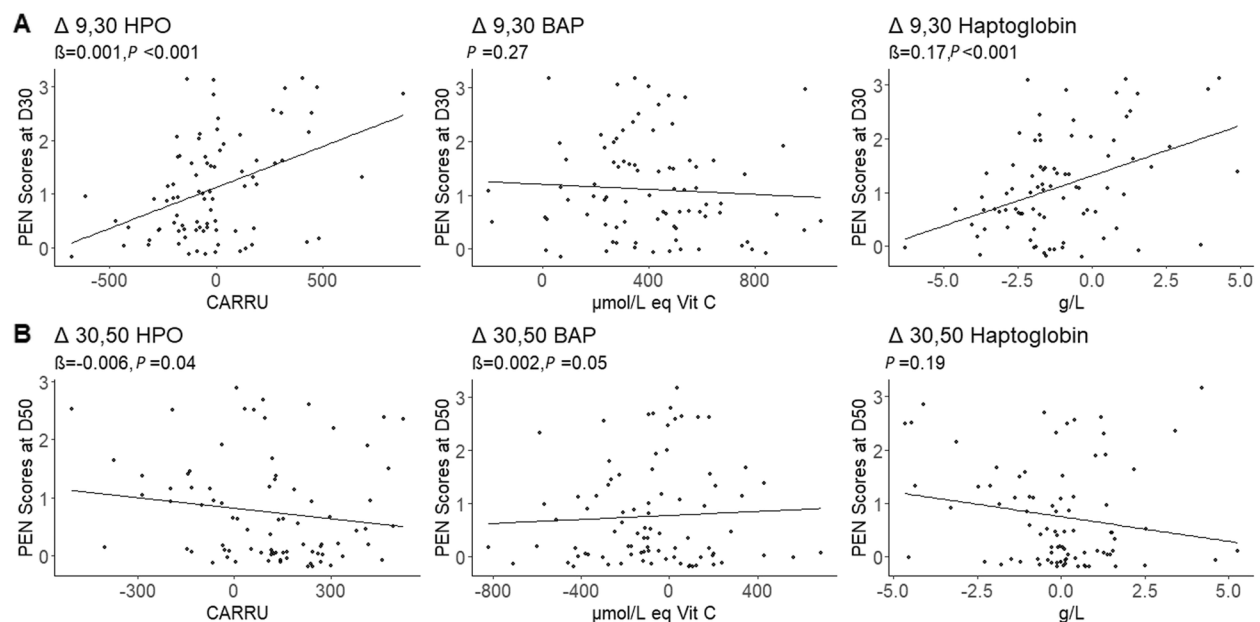 A
Δ 9,30 HPO
ß=0.001,P <0.001
PEN Scores at D30
3
2
1
0
-500
0
500
CARRU
Δ 9,30 BAP
P =0.27
PEN Scores at D30
3
2
1
0
0
400
800
µmol/L eq Vit C
Δ 9,30 Haptoglobin
ß=0.17,P<0.001
PEN Scores at D30
3
2
1
0
-5.0
-2.5
0.0
2.5
5.0
g/L
B
Δ 30,50 HPO
ß=-0.006, P =0.04
PEN Scores at D50
3
2
1
0
-300
0
300
CARRU
Δ 30,50 BAP
ß=0.002,P =0.05
PEN Scores at D50
3
2
1
0
-800
-400
0
400
µmol/L eq Vit C
Δ 30,50 Haptoglobin
P =0.19
PEN Scores at D50
3
2
1
0
-5.0
-2.5
0.0
2.5
5.0
g/L